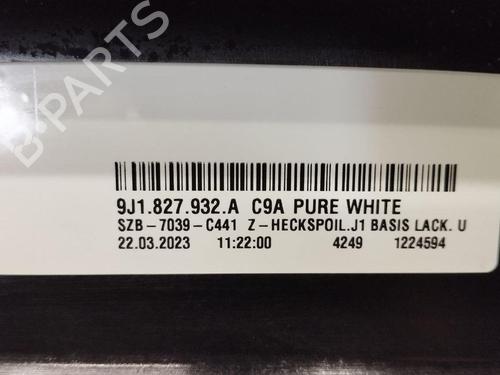 B-PARTS
9J1.827.932.A C9A PURE WHITE
SZB-7039-C441 Z-HECKSPOIL.J1 BASIS LACK. U
22.03.2023 11:22:00 4249 1224594